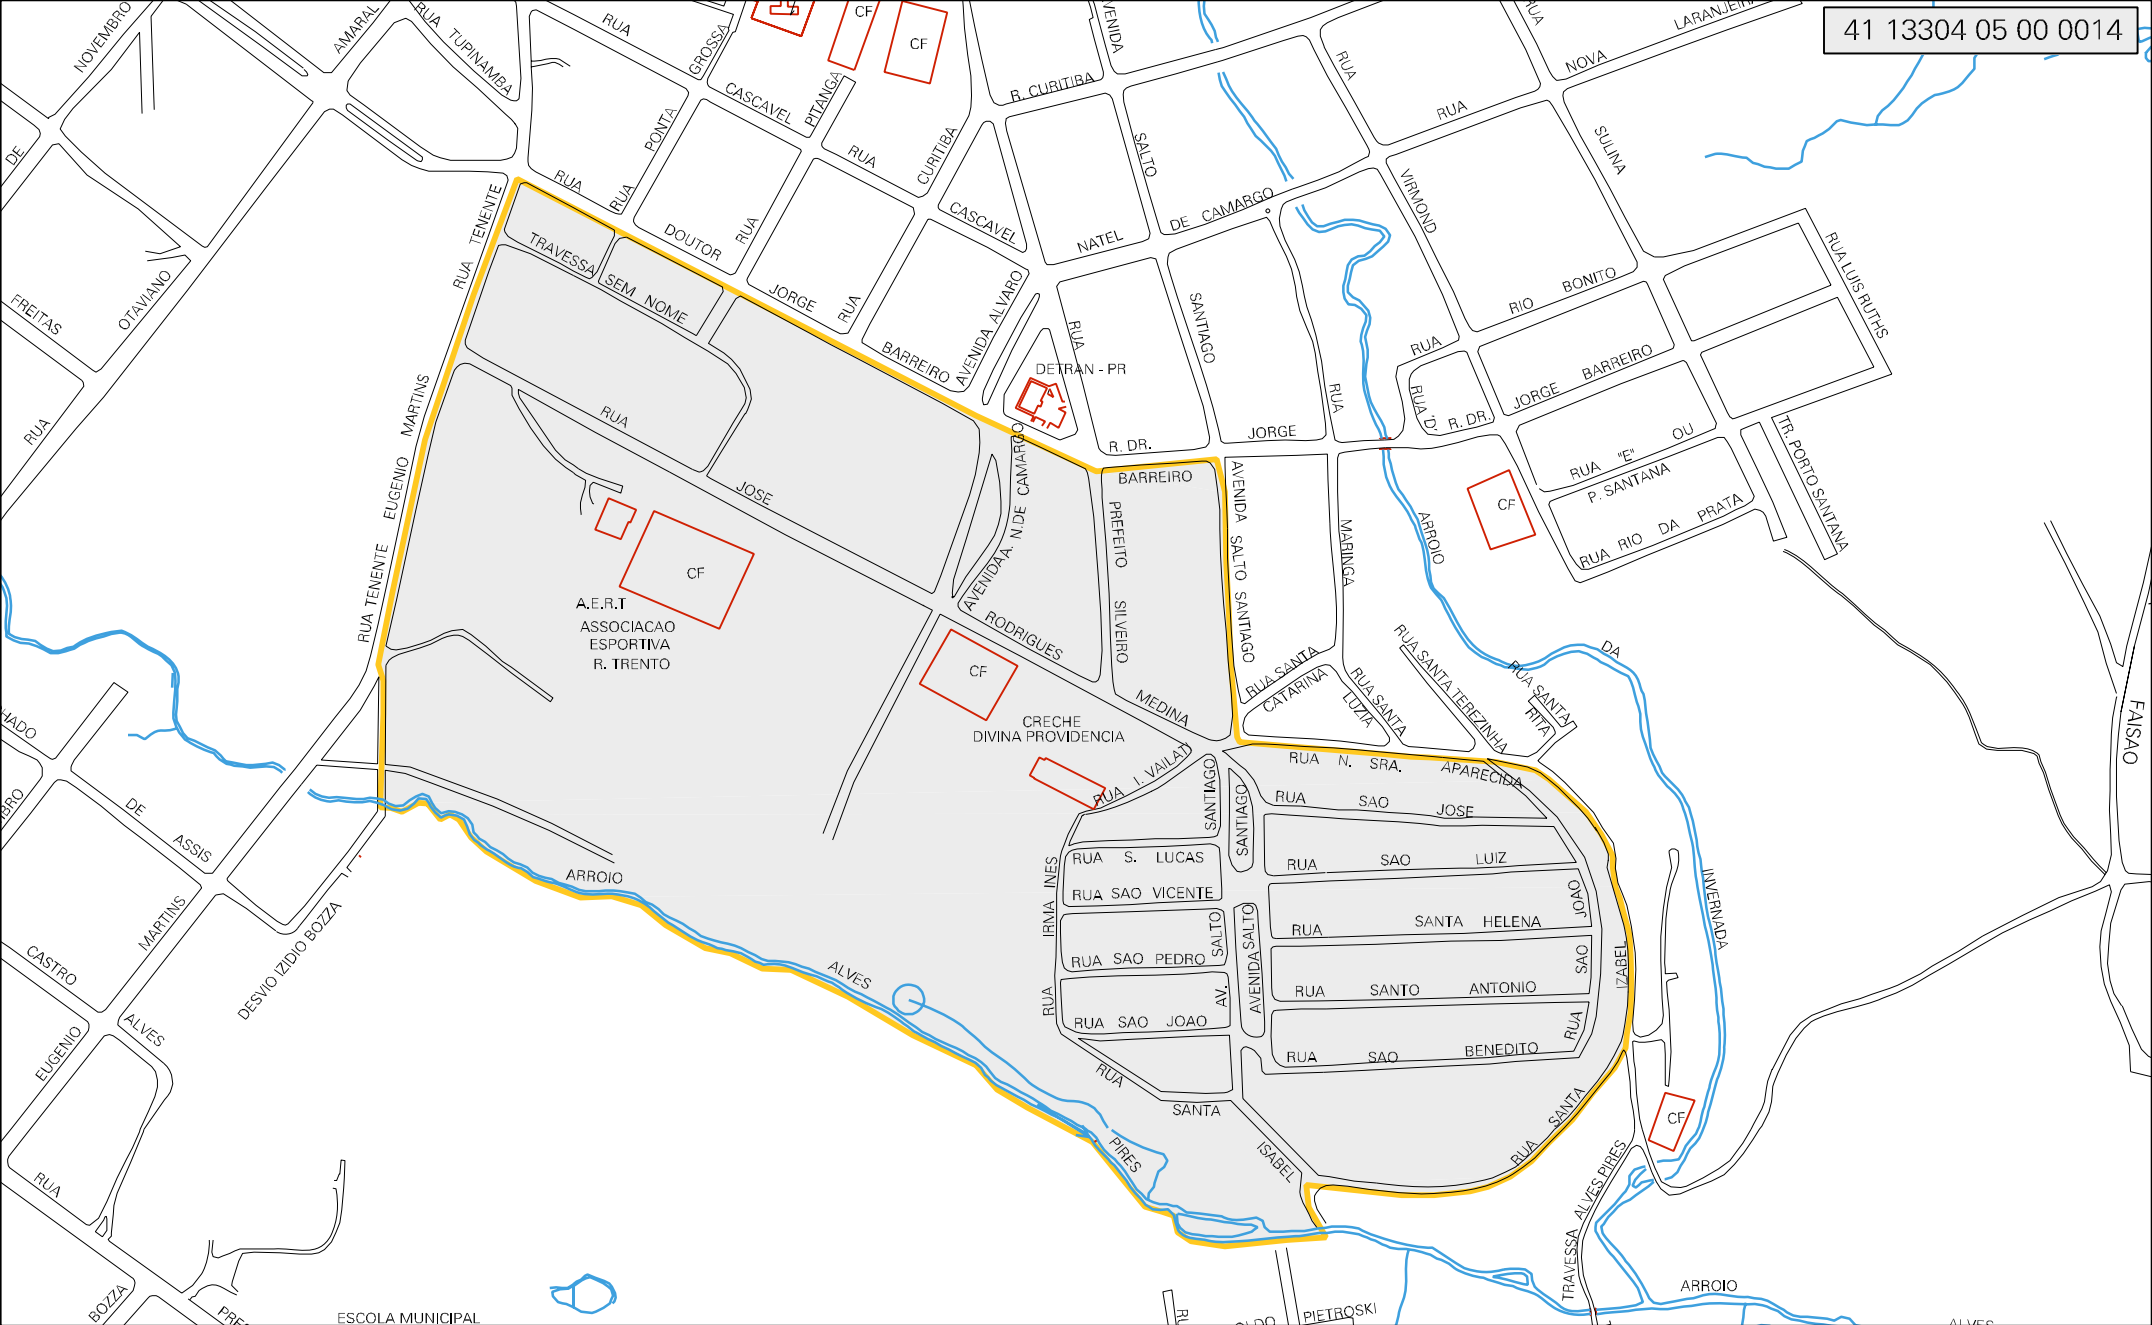 41 13304 05 00 0014
NOVEMBRO
DE
AMARAL
RUA TUPINAMBA
RUA
GROSSA
CF
CF
CASCAVEL
PITANGA
PONTA
RUA
RUA
RUA
CURITIBA
R. CURITIBA
AVENIDA
SALTO
RUA
RUA
NOVA
LARANJEIRA
RUA
SULINA
VIRMOND
CASCAVEL
NATEL
DE CAMARGO
RUA
DOUTOR
RUA
JORGE
RUA
BARREIRO
AVENIDA ALVARO
RUA
SANTIAGO
RIO BONITO
RUA LUIS RUTHS
RUA
RUA TENENTE
TRAVESSA
SEM NOME
OTAVIANO
FREITAS
RUA
DETRAN - PR
R. DR.
JORGE
BARREIRO
RUA
RUA 'D'
R. DR.
JORGE
BARREIRO
RUA "E" OU
P. SANTANA
RUA RIO DA PRATA
TR. PORTO SANTANA
CF
EUGENIO MARTINS
RUA TENENTE
RUA
JOSE
RODRIGUES
MEDINA
AVENIDA A. N.DE CAMARGO
PREFEITO
SILVEIRO
AVENIDA SALTO SANTIAGO
MARINGA
ARROIO
DA
INVERNADA
CF
A.E.R.T
ASSOCIACAO
ESPORTIVA
R. TRENTO
CF
CRECHE
DIVINA PROVIDENCIA
RUA I. VAILATI
RUA SANTA
CATARINA
RUA SANTA
LUZIA
RUA SANTA TEREZINHA
RUA SANTA
RITA
FAISAO
RUA N. SRA. APARECIDA
SANTIAGO
SANTIAGO
RUA SAO JOSE
RUA SAO LUIZ
RUA S. LUCAS
RUA SAO VICENTE
RUA SANTA HELENA
RUA SAO PEDRO
RUA SANTO ANTONIO
RUA SAO JOAO
RUA SAO BENEDITO
RUA
IRMA INES
AV.
SALTO
AVENIDA SALTO
RUA
SAO
JOAO
RUA
SANTA
ISABEL
RUA
SANTA
IZABEL
CF
TRAVESSA ALVES PIRES
ARROIO
ALVES
PIRES
HADO
DE
ASSIS
MARTINS
DESVIO IZIDIO BOZZA
CASTRO
ALVES
EUGENIO
RUA
BOZZA
ESCOLA MUNICIPAL
PIETROSKI
ARROIO
ALVES